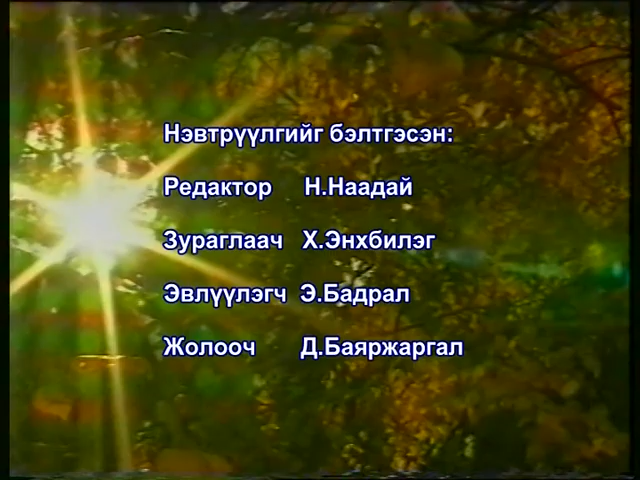 Нэвтрүүлгийг бэлтгэсэн:
Редактор Н.Наадай
Зураглаач Х.Энхбилэг
Эвлүүлэгч Э.Бадрал
Жолооч Д.Баяржаргал